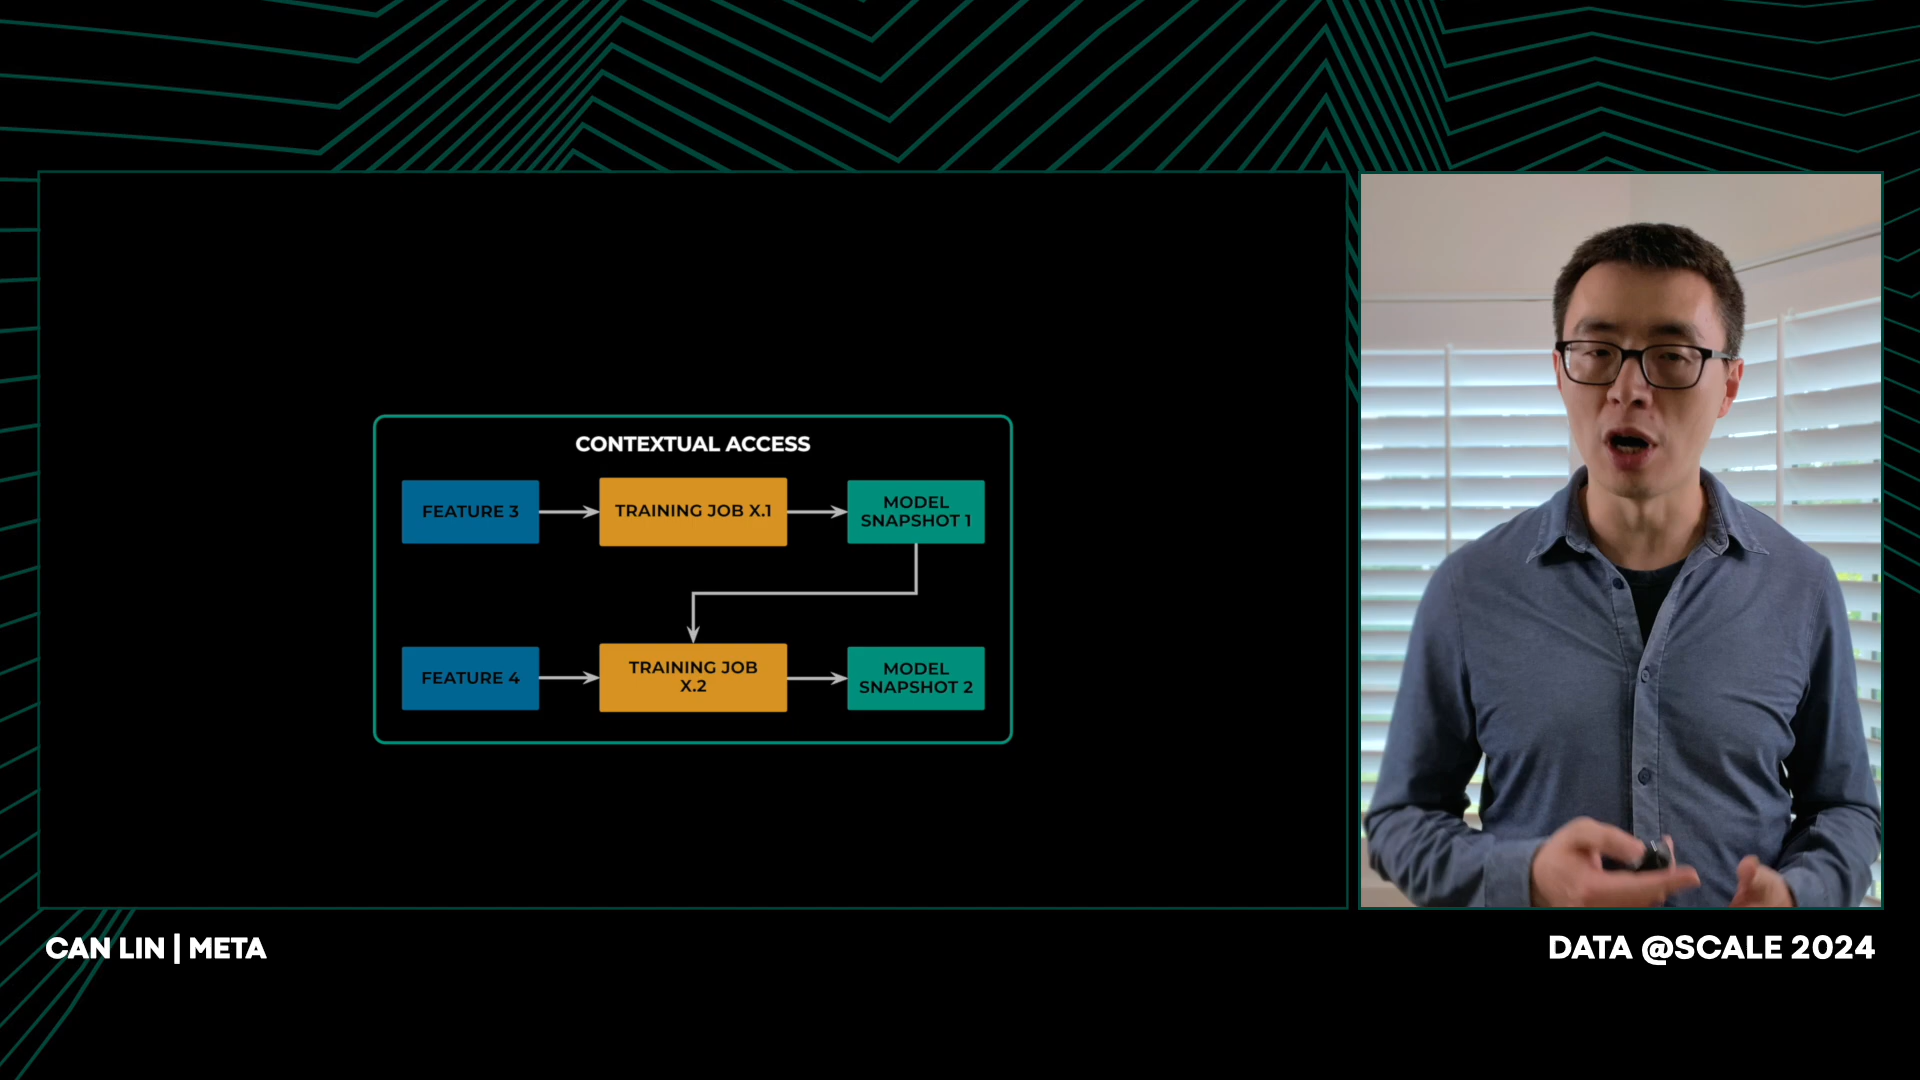 CONTEXTUAL ACCESS
FEATURE 3
TRAINING JOB X.1
MODEL
SNAPSHOT 1
FEATURE 4
TRAINING JOB
X.2
MODEL
SNAPSHOT 2
CAN LIN | META
DATA @SCALE 2024